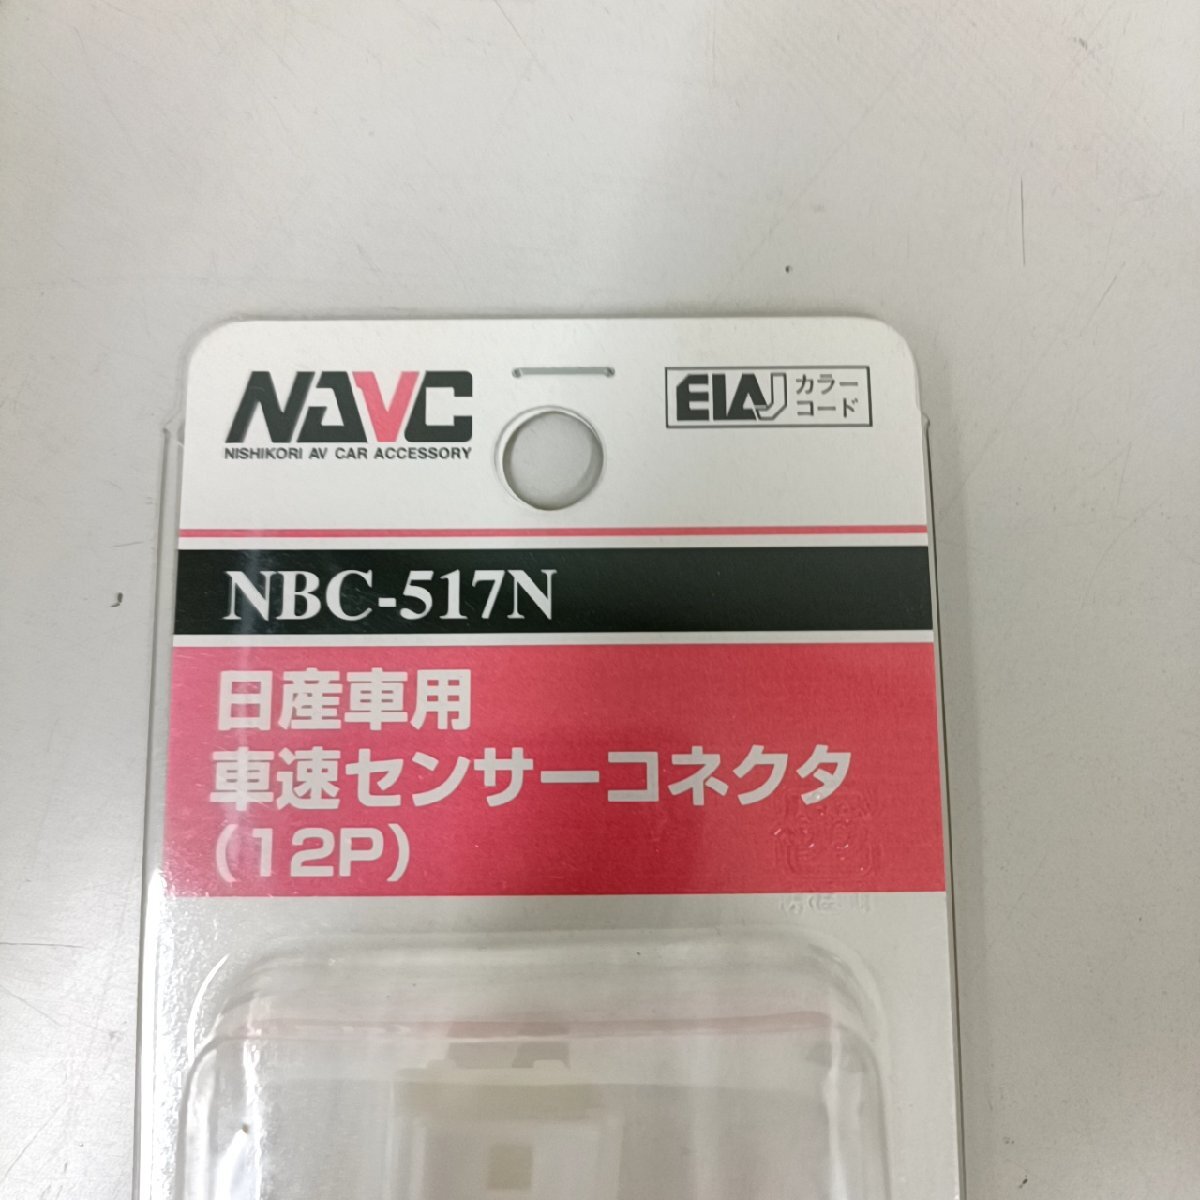 NAVC
NISHIKORI AV CAR ACCESSORY
EIAJ カラー
コード
NBC-517N
日産車用
車速センサーコネクタ
(12P)